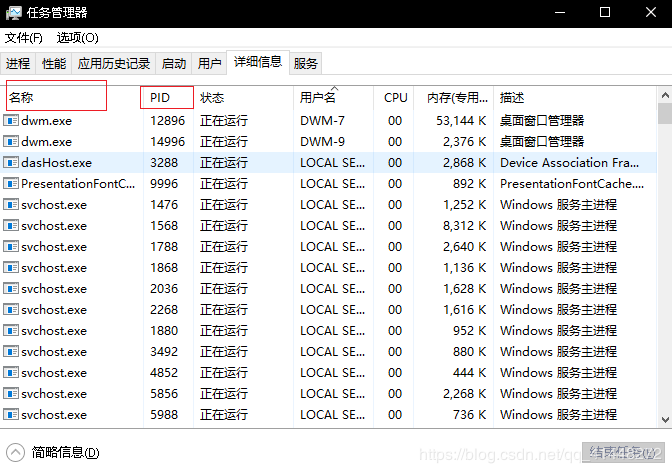 任务管理器
文件(F) 选项(O)
进程 性能 应用历史记录 启动 用户 详细信息 服务
名称 PID 状态 用户名 CPU 内存(专用... 描述
dwm.exe 12896 正在运行 DWM-7 00 53,144 K 桌面窗口管理器
dwm.exe 14996 正在运行 DWM-9 00 2,376 K 桌面窗口管理器
dasHost.exe 3288 正在运行 LOCAL SE... 00 2,868 K Device Association Fra...
PresentationFontC... 9996 正在运行 LOCAL SE... 00 892 K PresentationFontCache....
svchost.exe 1476 正在运行 LOCAL SE... 00 1,252 K Windows 服务主进程
svchost.exe 1568 正在运行 LOCAL SE... 00 8,312 K Windows 服务主进程
svchost.exe 1788 正在运行 LOCAL SE... 00 2,640 K Windows 服务主进程
svchost.exe 1868 正在运行 LOCAL SE... 00 1,136 K Windows 服务主进程
svchost.exe 2036 正在运行 LOCAL SE... 00 1,628 K Windows 服务主进程
svchost.exe 2268 正在运行 LOCAL SE... 00 1,616 K Windows 服务主进程
svchost.exe 1880 正在运行 LOCAL SE... 00 952 K Windows 服务主进程
svchost.exe 3492 正在运行 LOCAL SE... 00 880 K Windows 服务主进程
svchost.exe 4852 正在运行 LOCAL SE... 00 444 K Windows 服务主进程
svchost.exe 5856 正在运行 LOCAL SE... 00 2,268 K Windows 服务主进程
svchost.exe 5988 正在运行 LOCAL SE... 00 736 K Windows 服务主进程
简略信息(D) 结束任务(E)